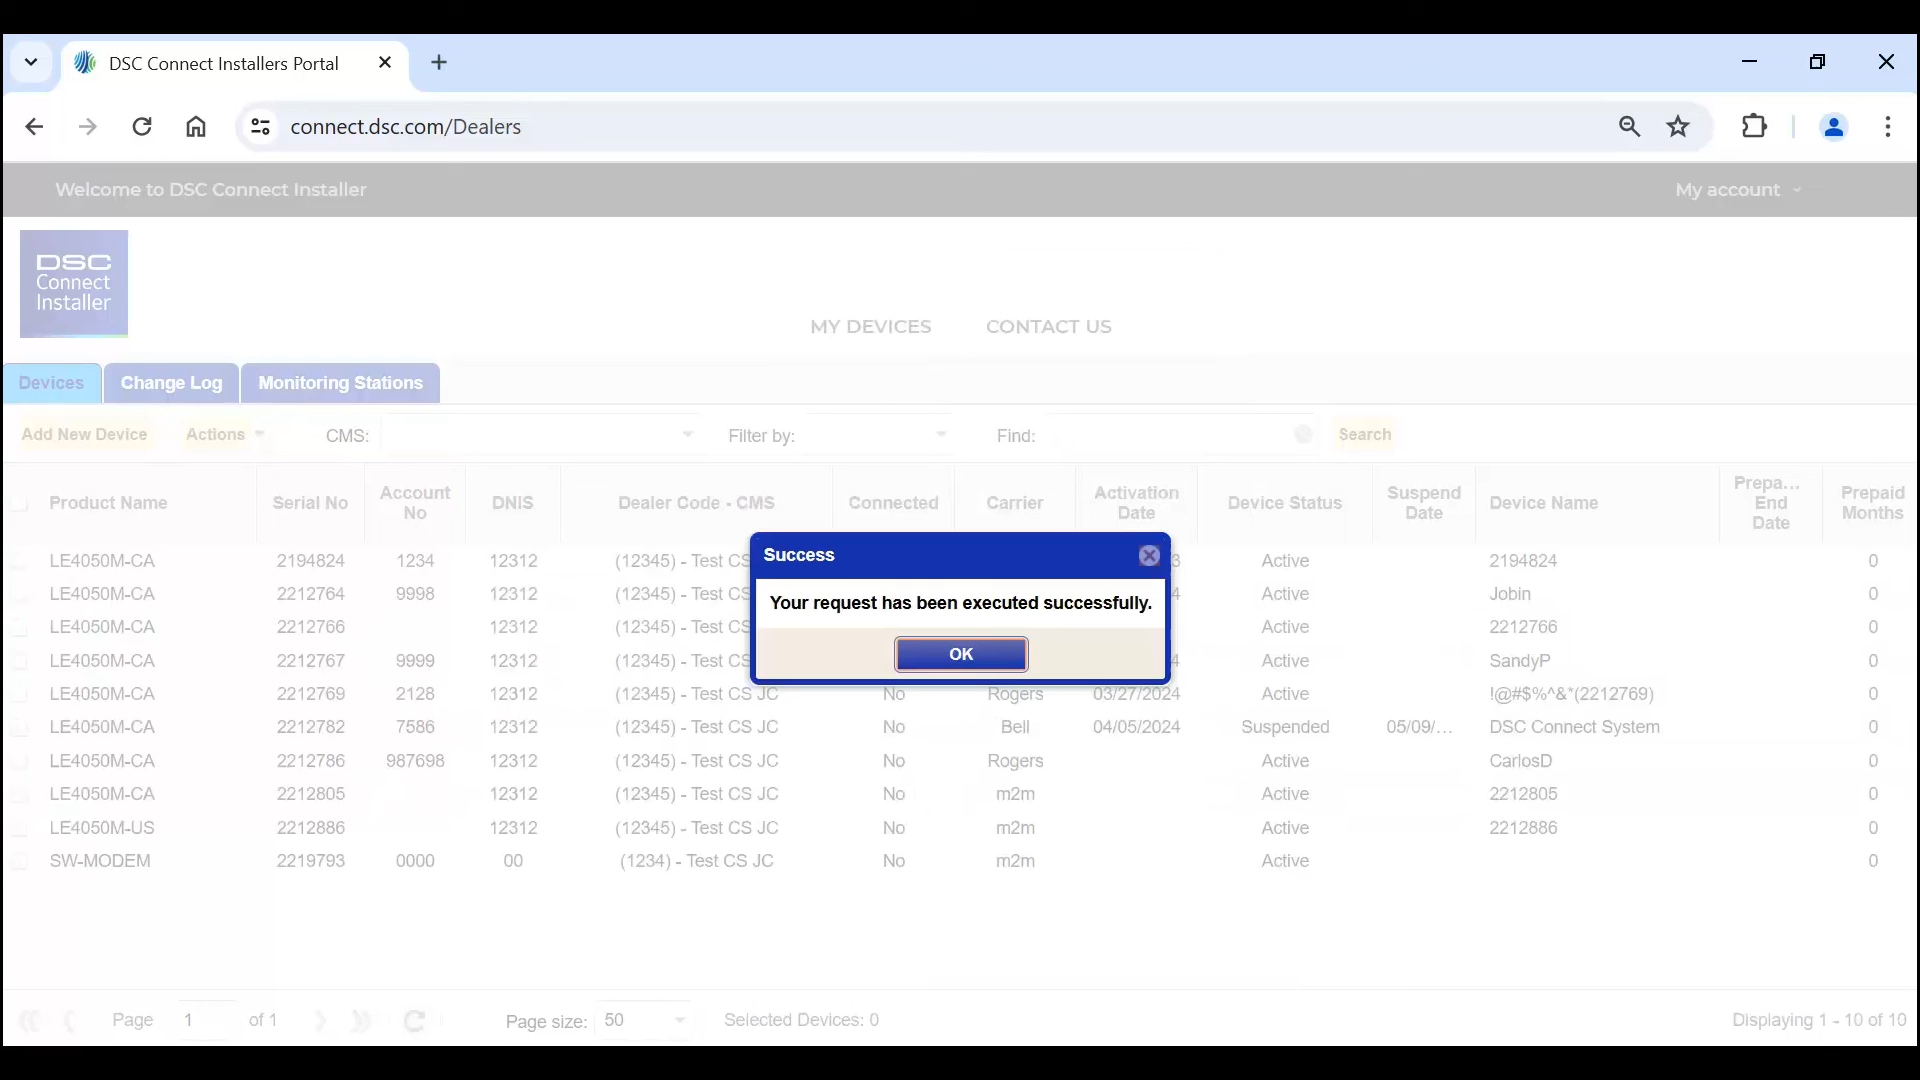 DSC Connect Installers Portal
connect.dsc.com/Dealers
Welcome to DSC Connect Installer
My account
DSC
Connect
Installer
MY DEVICES CONTACT US
Devices Change Log Monitoring Stations
Add New Device Actions CMS: Filter by: Find: Search
Product Name Serial No Account No DNIS Dealer Code - CMS Connected Carrier Activation Date Device Status Suspend Date Device Name Prepa... End Date Prepaid Months
LE4050M-CA 2194824 1234 12312 (12345) - Test CS 3 Active 2194824 0
LE4050M-CA 2212764 9998 12312 (12345) - Test CS 4 Active Jobin 0
LE4050M-CA 2212766 12312 (12345) - Test CS Active 2212766 0
LE4050M-CA 2212767 9999 12312 (12345) - Test CS 4 Active SandyP 0
LE4050M-CA 2212769 2128 12312 (12345) - Test CS JC No Rogers 03/27/2024 Active !@#$%^&*(2212769) 0
LE4050M-CA 2212782 7586 12312 (12345) - Test CS JC No Bell 04/05/2024 Suspended 05/09/... DSC Connect System 0
LE4050M-CA 2212786 987698 12312 (12345) - Test CS JC No Rogers Active CarlosD 0
LE4050M-CA 2212805 12312 (12345) - Test CS JC No m2m Active 2212805 0
LE4050M-US 2212886 12312 (12345) - Test CS JC No m2m Active 2212886 0
SW-MODEM 2219793 0000 00 (1234) - Test CS JC No m2m Active 0
Success
Your request has been executed successfully.
OK
Page 1 of 1 Page size: 50 Selected Devices: 0 Displaying 1 - 10 of 10